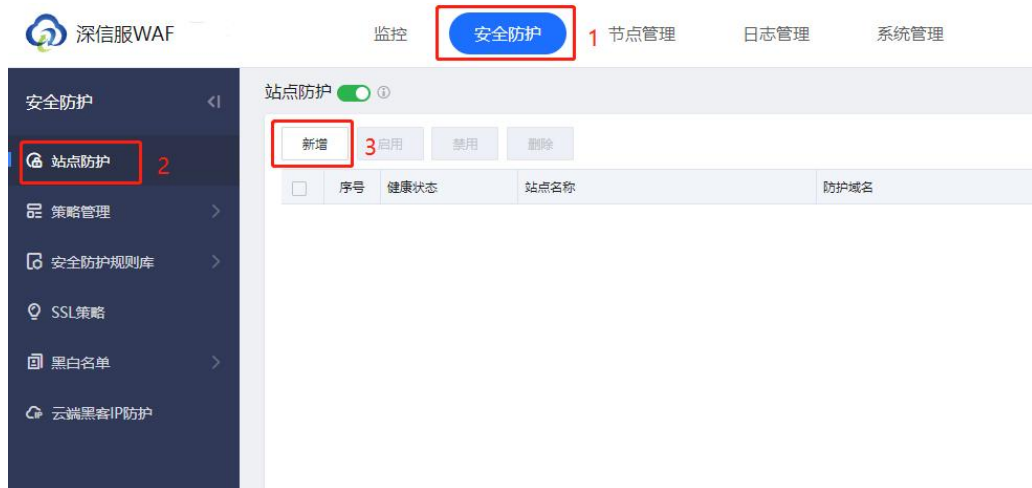 深信服WAF
监控
安全防护
1
节点管理
日志管理
系统管理
安全防护
站点防护
新增
3
启用
禁用
删除
站点防护
2
序号
健康状态
站点名称
防护域名
策略管理
安全防护规则库
SSL策略
黑白名单
云端黑客IP防护